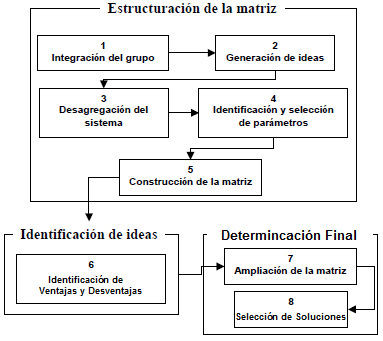 Estructuración de la matriz
1
Integración del grupo
2
Generación de ideas
3
Desagregación del
sistema
4
Identificación y selección
de parámetros
5
Construcción de la matriz
Identificación de ideas
6
Identificación de
Ventajas y Desventajas
Determincación Final
7
Ampliación de la matriz
8
Selección de Soluciones